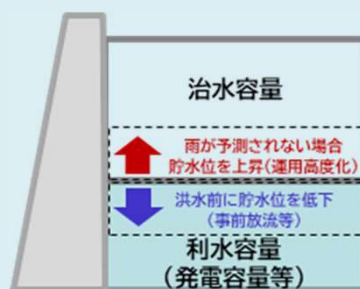 治水容量
雨が予測されない場合
貯水位を上昇(運用高度化)
洪水前に貯水位を低下
(事前放流等)
利水容量
(発電容量等)